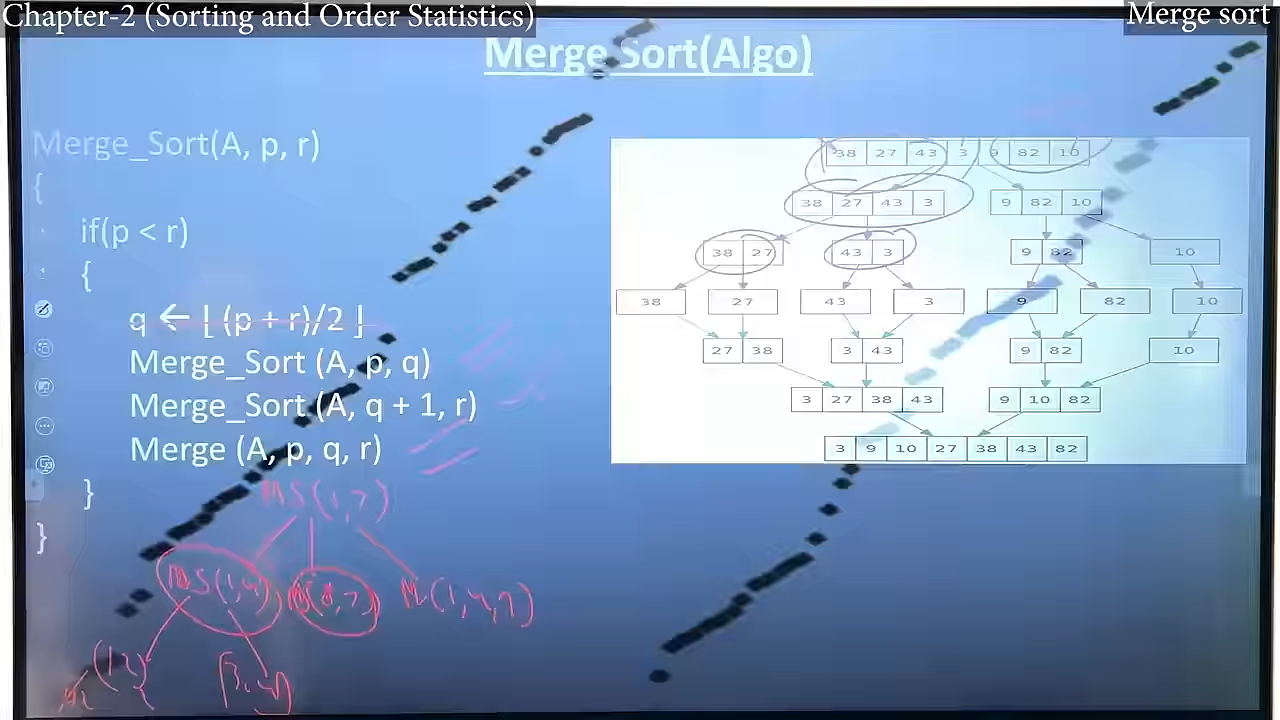 Chapter-2 (Sorting and Order Statistics)
Merge sort
Merge Sort(Algo)
Merge_Sort(A, p, r)
{
if(p < r)
{
q ← ⌊ (p + r)/2 ⌋
Merge_Sort (A, p, q)
Merge_Sort (A, q + 1, r)
Merge (A, p, q, r)
}
}
38 27 43 3 9 82 10
38 27 43 3 9 82 10
38 27 43 3 9 82 10
38 27 43 3 9 82 10
27 38 3 43 9 82 10
3 27 38 43 9 10 82
3 9 10 27 38 43 82
MS(1,7)
MS(1,4) M(1,4,7)